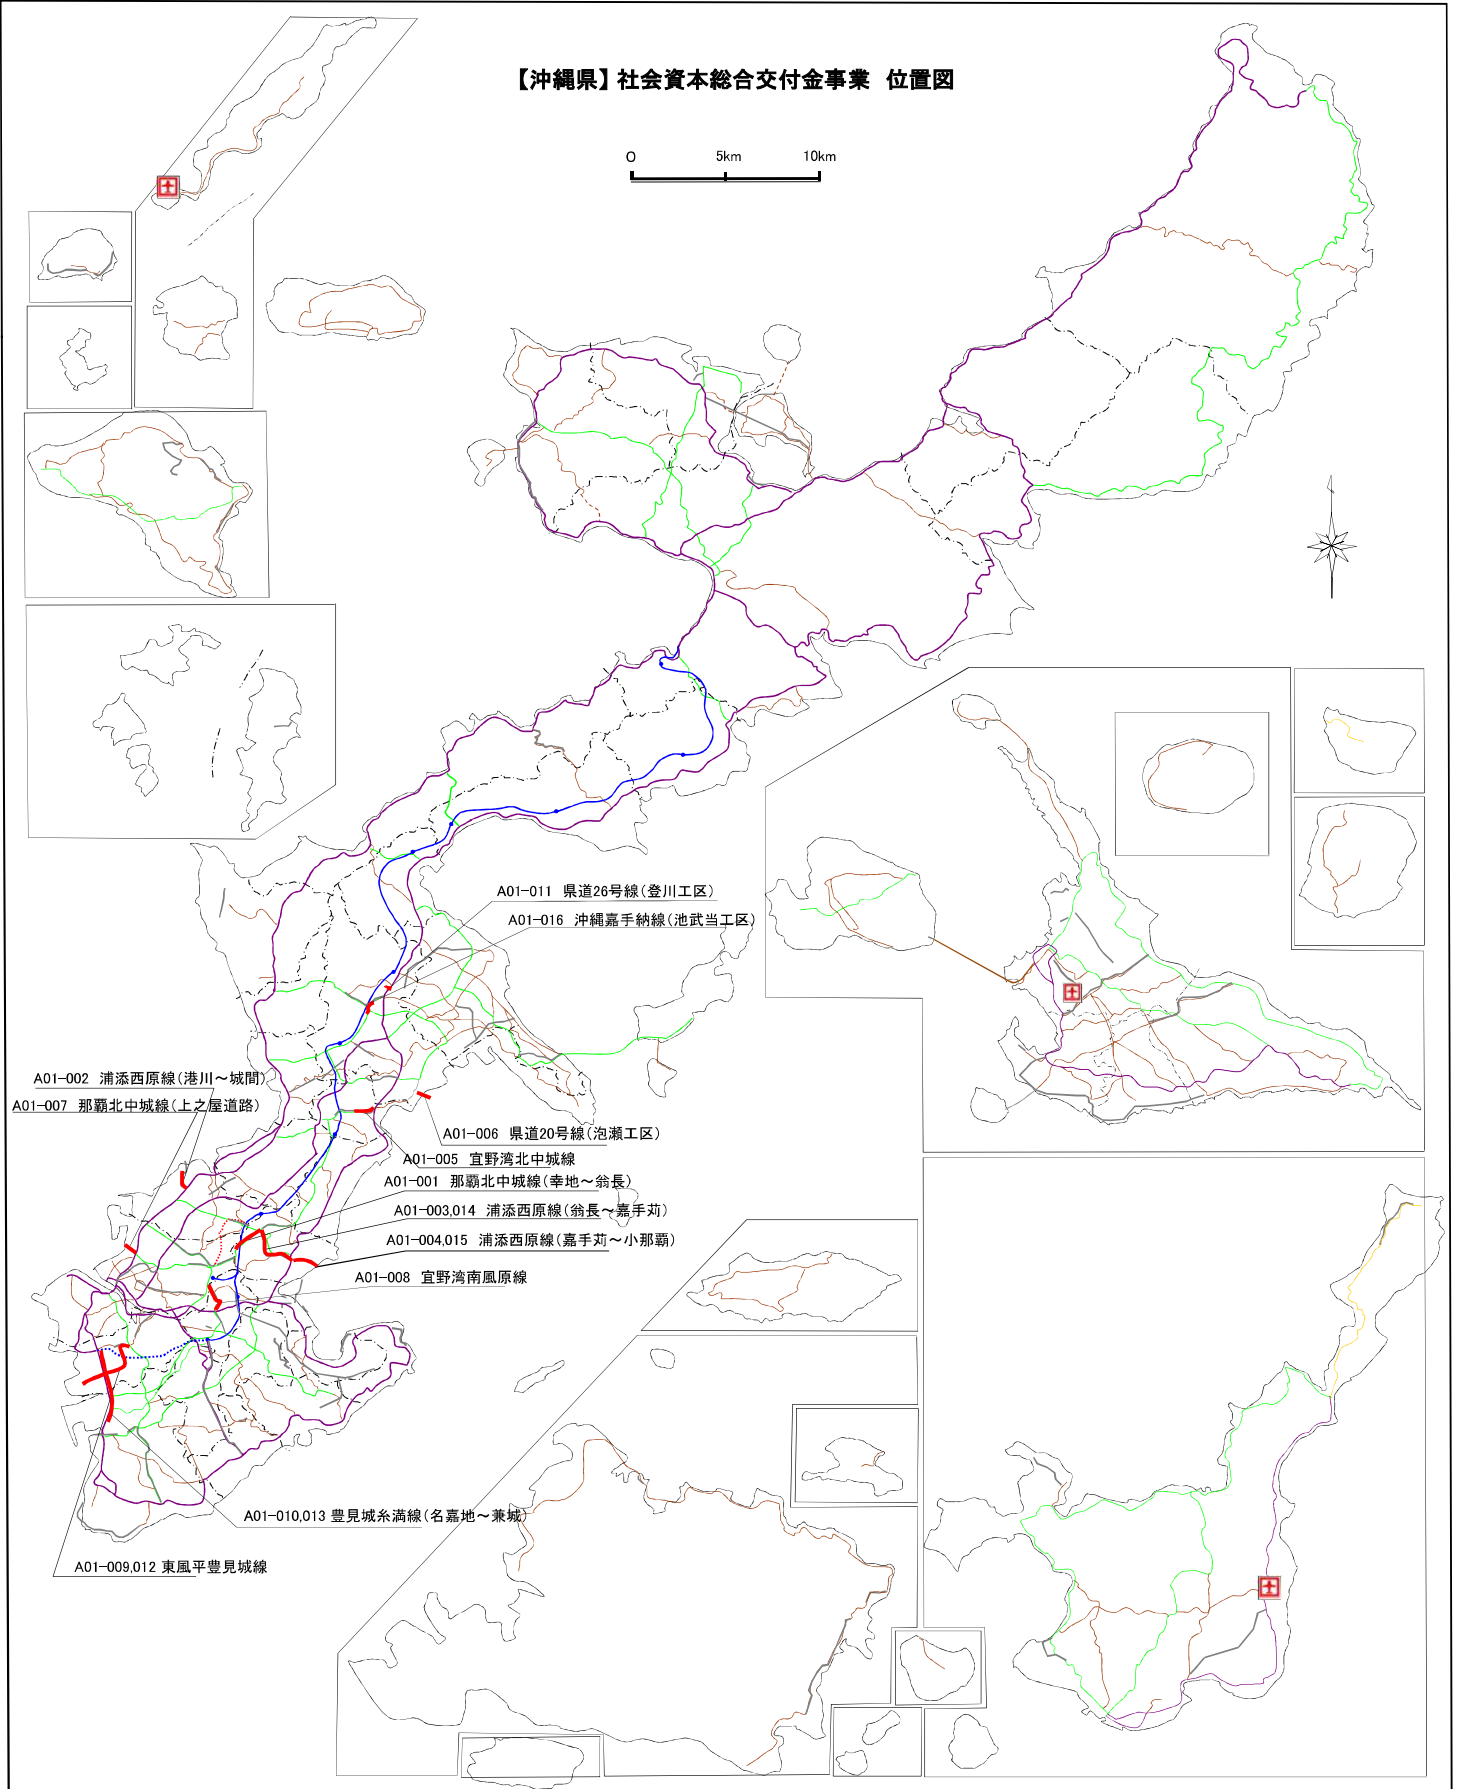 【沖縄県】社会資本総合交付金事業 位置図
O 5km 10km
A01-011 県道26号線(登川工区)
A01-016 沖縄嘉手納線(池武当工区)
A01-002 浦添西原線(港川～城間)
A01-007 那覇北中城線(上之屋道路)
A01-006 県道20号線(泡瀬工区)
A01-005 宜野湾北中城線
A01-001 那覇北中城線(幸地～翁長)
A01-003,014 浦添西原線(翁長～嘉手苅)
A01-004,015 浦添西原線(嘉手苅～小那覇)
A01-008 宜野湾南風原線
A01-010,013 豊見城糸満線(名嘉地～兼城)
A01-009,012 東風平豊見城線